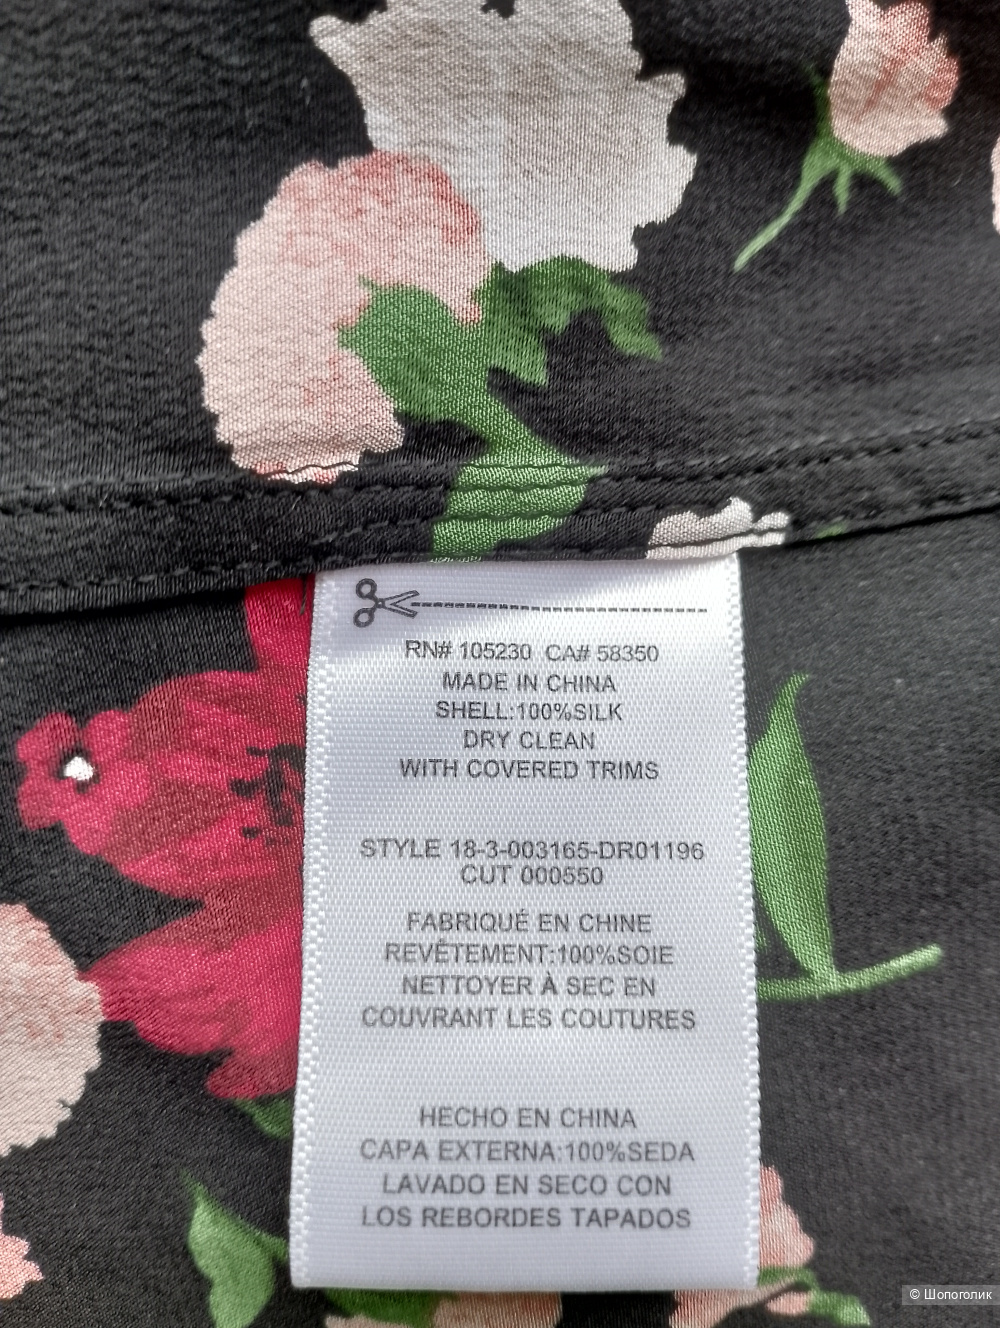 RN# 105230 CA# 58350
MADE IN CHINA
SHELL:100%SILK
DRY CLEAN
WITH COVERED TRIMS
STYLE 18-3-003165-DR01196
CUT 000550
FABRIQUÉ EN CHINE
REVÊTEMENT:100%SOIE
NETTOYER À SEC EN
COUVRANT LES COUTURES
HECHO EN CHINA
CAPA EXTERNA:100%SEDA
LAVADO EN SECO CON
LOS REBORDES TAPADOS
© Шопоголик